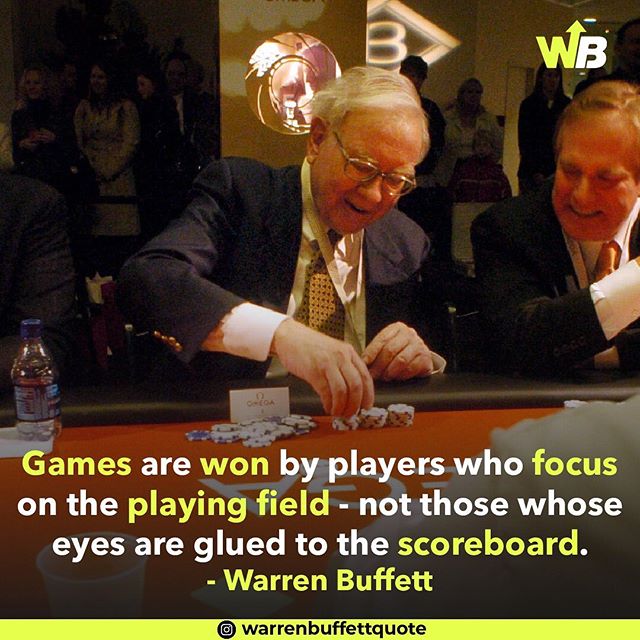 WB
OMEGA
Games are won by players who focus
on the playing field - not those whose
eyes are glued to the scoreboard.
- Warren Buffett
warrenbuffettquote